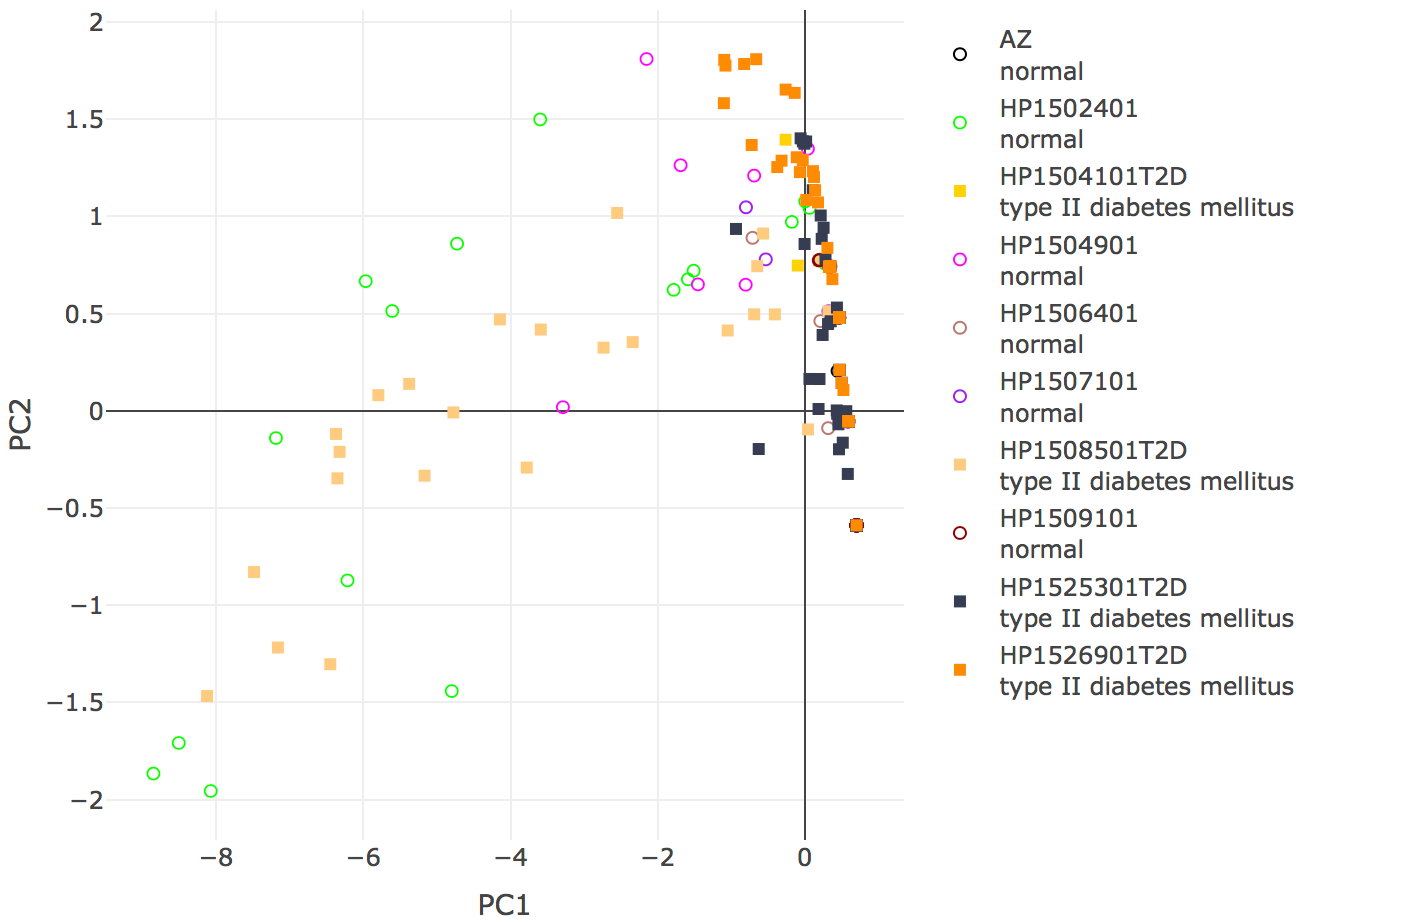 2
1.5
1
0.5
0
−0.5
−1
−1.5
−2
PC2
−8
−6
−4
−2
0
PC1
AZ
normal
HP1502401
normal
HP1504101T2D
type II diabetes mellitus
HP1504901
normal
HP1506401
normal
HP1507101
normal
HP1508501T2D
type II diabetes mellitus
HP1509101
normal
HP1525301T2D
type II diabetes mellitus
HP1526901T2D
type II diabetes mellitus